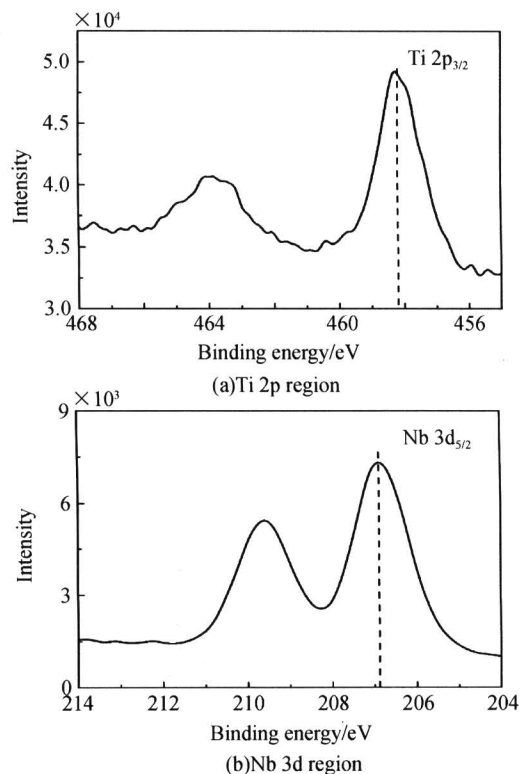 ×10⁴
Ti 2p₃/₂
5.0
4.5
4.0
3.5
3.0
Intensity
468 464 460 456
Binding energy/eV
(a)Ti 2p region
×10³
Nb 3d₅/₂
9
6
3
0
Intensity
214 212 210 208 206 204
Binding energy/eV
(b)Nb 3d region